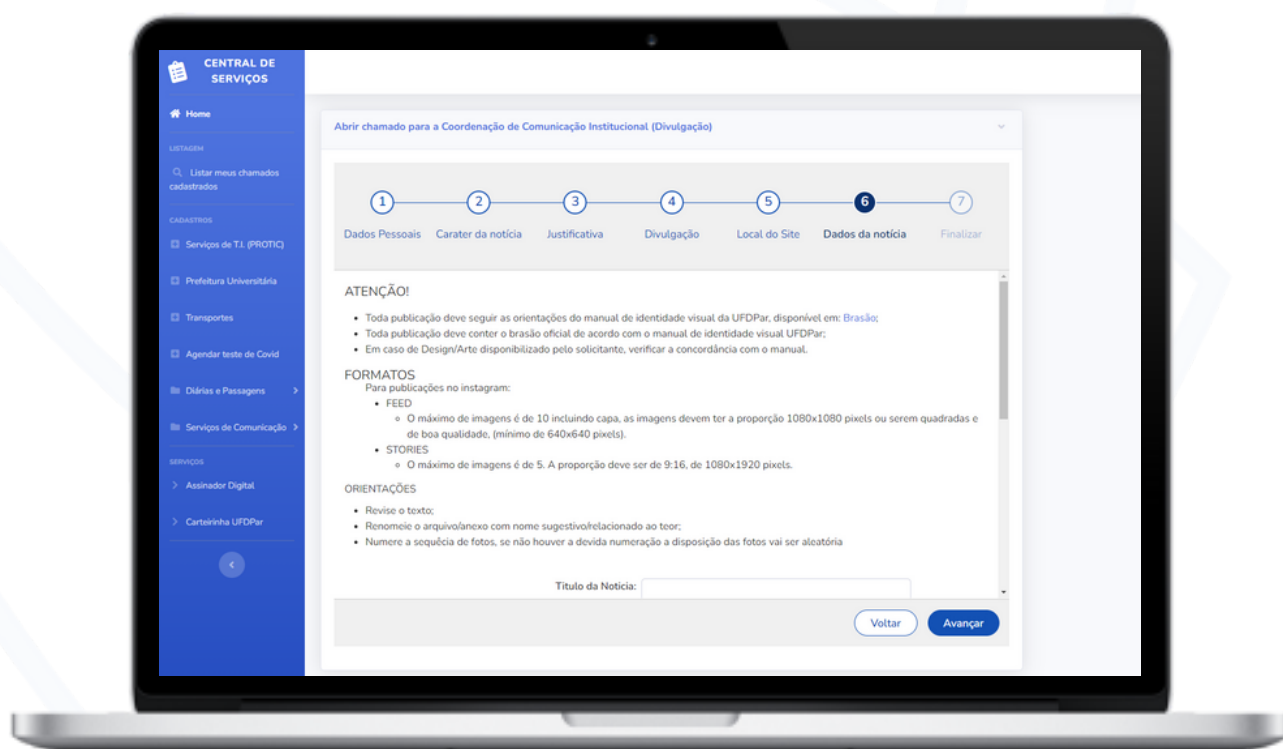 CENTRAL DE
SERVIÇOS
Home
LISTAGEM
Listar meus chamados
cadastrados
CADASTROS
Serviços de T.I. (PROTIC)
Prefeitura Universitária
Transportes
Agendar teste de Covid
Diárias e Passagens
Serviços de Comunicação
SERVIÇOS
Assinador Digital
Carteirinha UFDPar
Abrir chamado para a Coordenação de Comunicação Institucional (Divulgação)
1 2 3 4 5 6 7
Dados Pessoais Carater da notícia Justificativa Divulgação Local do Site Dados da notícia Finalizar
ATENÇÃO!
• Toda publicação deve seguir as orientações do manual de identidade visual da UFDPar, disponível em: Brasão;
• Toda publicação deve conter o brasão oficial de acordo com o manual de identidade visual UFDPar;
• Em caso de Design/Arte disponibilizado pelo solicitante, verificar a concordância com o manual.
FORMATOS
Para publicações no instagram:
• FEED
○ O máximo de imagens é de 10 incluindo capa, as imagens devem ter a proporção 1080x1080 pixels ou serem quadradas e
de boa qualidade, (mínimo de 640x640 pixels).
• STORIES
○ O máximo de imagens é de 5. A proporção deve ser de 9:16, de 1080x1920 pixels.
ORIENTAÇÕES
• Revise o texto;
• Renomeie o arquivo/anexo com nome sugestivo/relacionado ao teor;
• Numere a sequêcia de fotos, se não houver a devida numeração a disposição das fotos vai ser aleatória
Titulo da Noticia:
Voltar Avançar